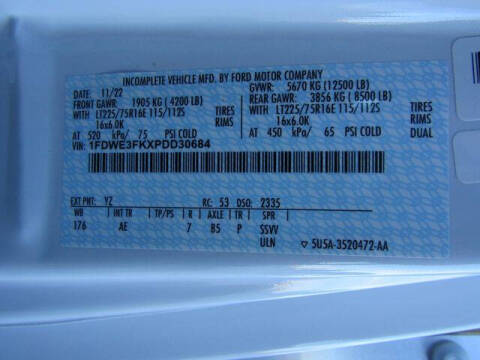 INCOMPLETE VEHICLE MFD. BY FORD MOTOR COMPANY
DATE: 11/22 GVWR: 5670 KG (12500 LB)
FRONT GAWR: 1905 KG (4200 LB) REAR GAWR: 3856 KG (8500 LB)
WITH LT225/75R16E 115/112S TIRES WITH LT225/75R16E 115/112S TIRES
16x6.0K RIMS 16x6.0K RIMS
AT 520 kPa/ 75 PSI COLD AT 450 kPa/ 65 PSI COLD DUAL
VIN: 1FDWE3FKXPDD30684
EXT PNT: YZ RC: 53 DSO: 2335
WB INT TR TP/PS R AXLE TR SPR
176 AE 7 B5 P SSVV
ULN ▽ 5U5A-3520472-AA